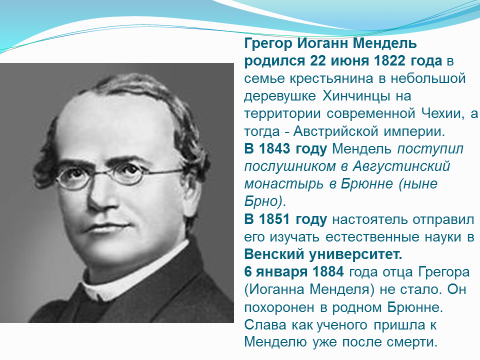 Грегор Иоганн Мендель
родился 22 июня 1822 года в
семье крестьянина в небольшой
деревушке Хинчинцы на
территории современной Чехии, а
тогда - Австрийской империи.
В 1843 году Мендель поступил
послушником в Августинский
монастырь в Брюнне (ныне
Брно).
В 1851 году настоятель отправил
его изучать естественные науки в
Венский университет.
6 января 1884 года отца Грегора
(Иоганна Менделя) не стало. Он
похоронен в родном Брюнне.
Слава как ученого пришла к
Менделю уже после смерти.